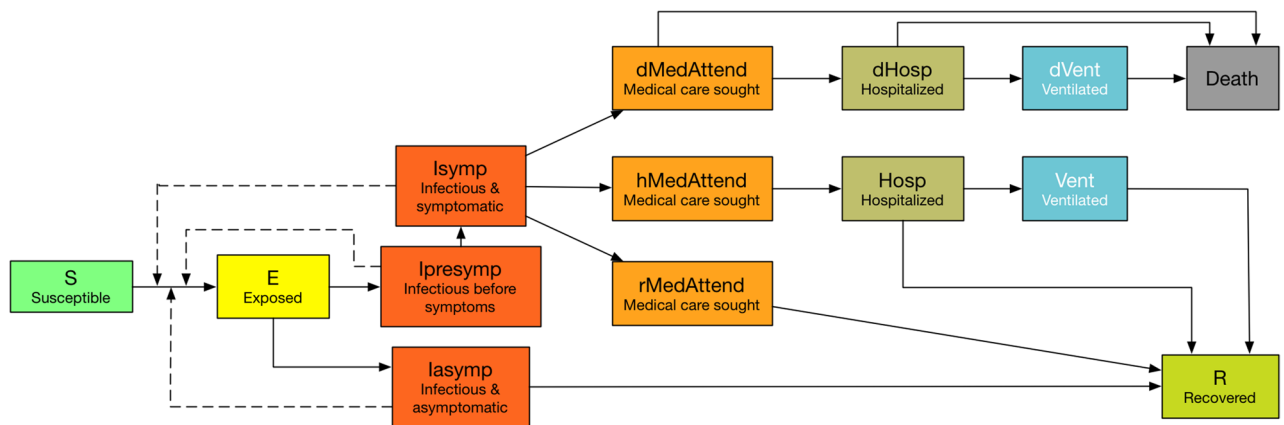 dMedAttend
Medical care sought
dHosp
Hospitalized
dVent
Ventilated
Death
Isymp
Infectious &
symptomatic
hMedAttend
Medical care sought
Hosp
Hospitalized
Vent
Ventilated
S
Susceptible
E
Exposed
Ipresymp
Infectious before
symptoms
rMedAttend
Medical care sought
Iasymp
Infectious &
asymptomatic
R
Recovered